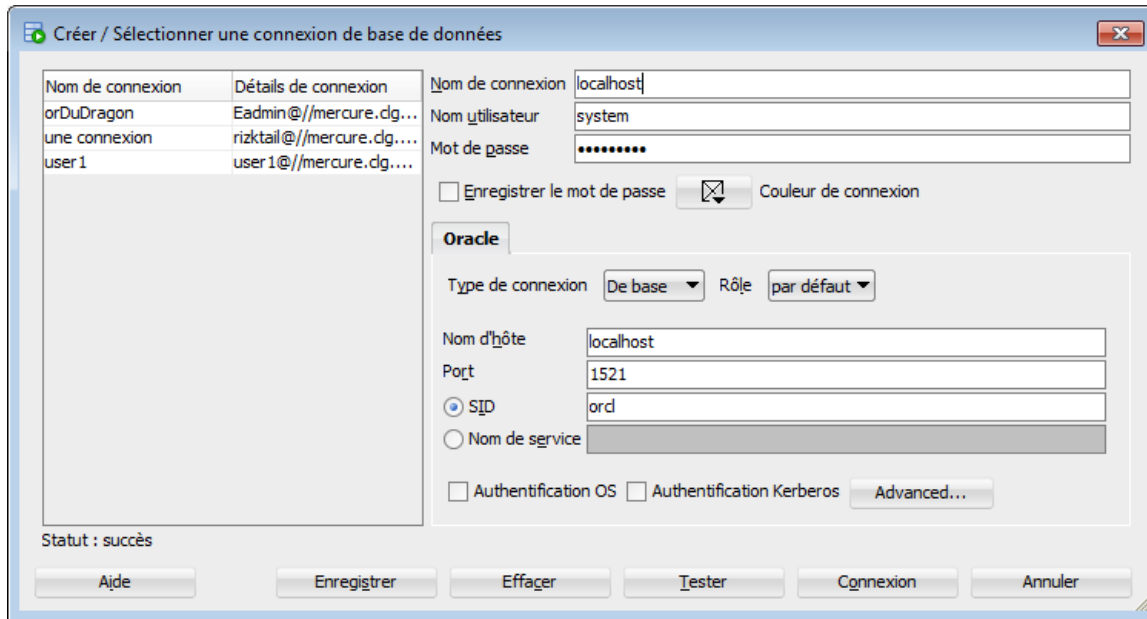 Créer / Sélectionner une connexion de base de données
Nom de connexion Détails de connexion
orDuDragon Eadmin@//mercure.clg...
une connexion rizktail@//mercure.clg....
user1 user1@//mercure.clg....
Nom de connexion localhost
Nom utilisateur system
Mot de passe •••••••••
Enregistrer le mot de passe Couleur de connexion
Oracle
Type de connexion De base Rôle par défaut
Nom d'hôte localhost
Port 1521
SID orcl
Nom de service
Authentification OS Authentification Kerberos Advanced...
Statut : succès
Aide Enregistrer Effacer Tester Connexion Annuler